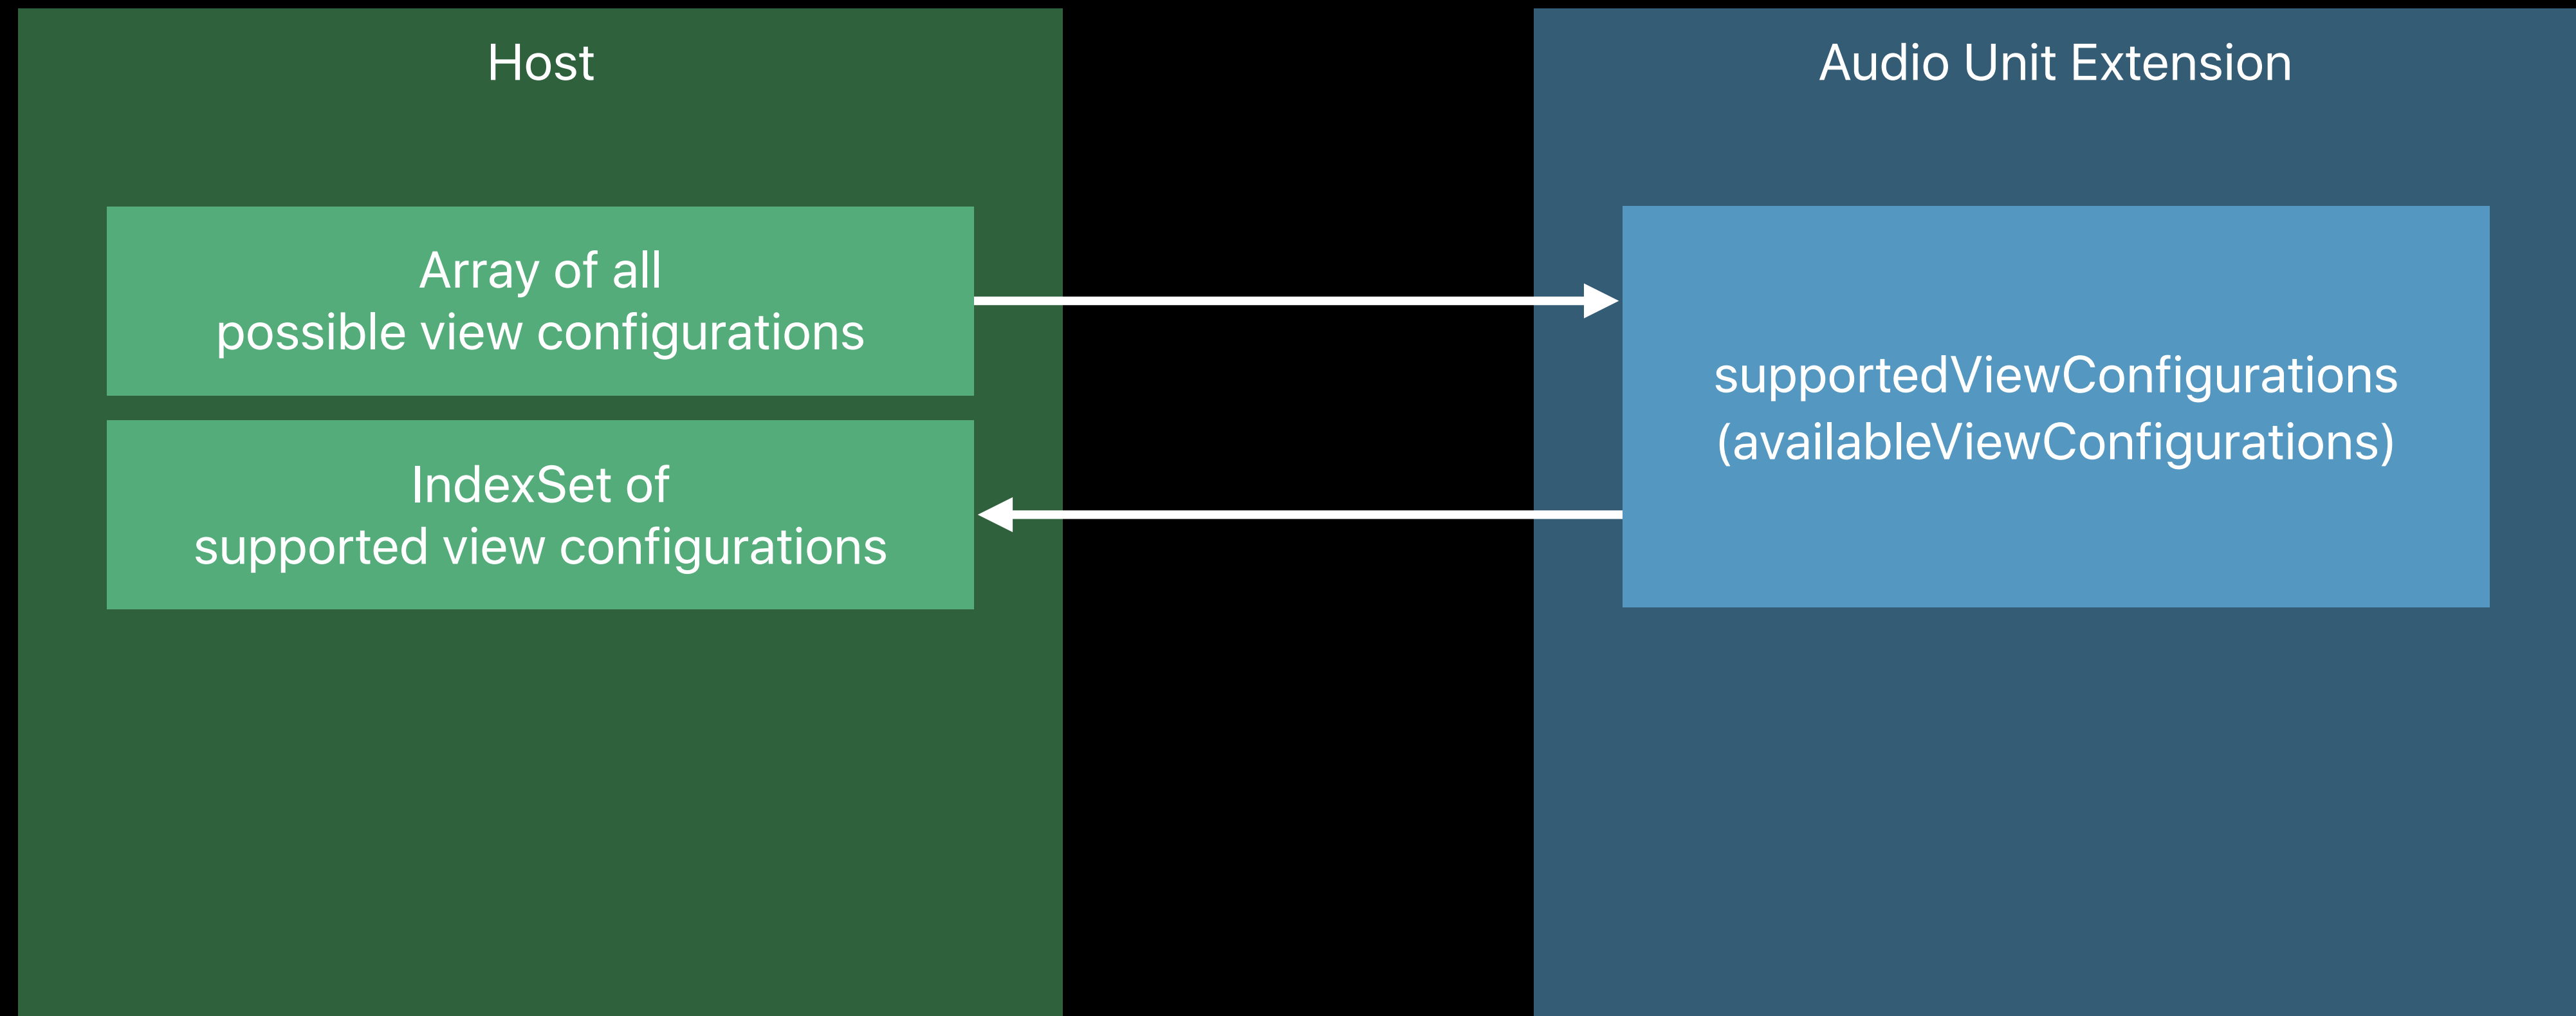 Host
Array of all
possible view configurations
IndexSet of
supported view configurations
Audio Unit Extension
supportedViewConfigurations
(availableViewConfigurations)